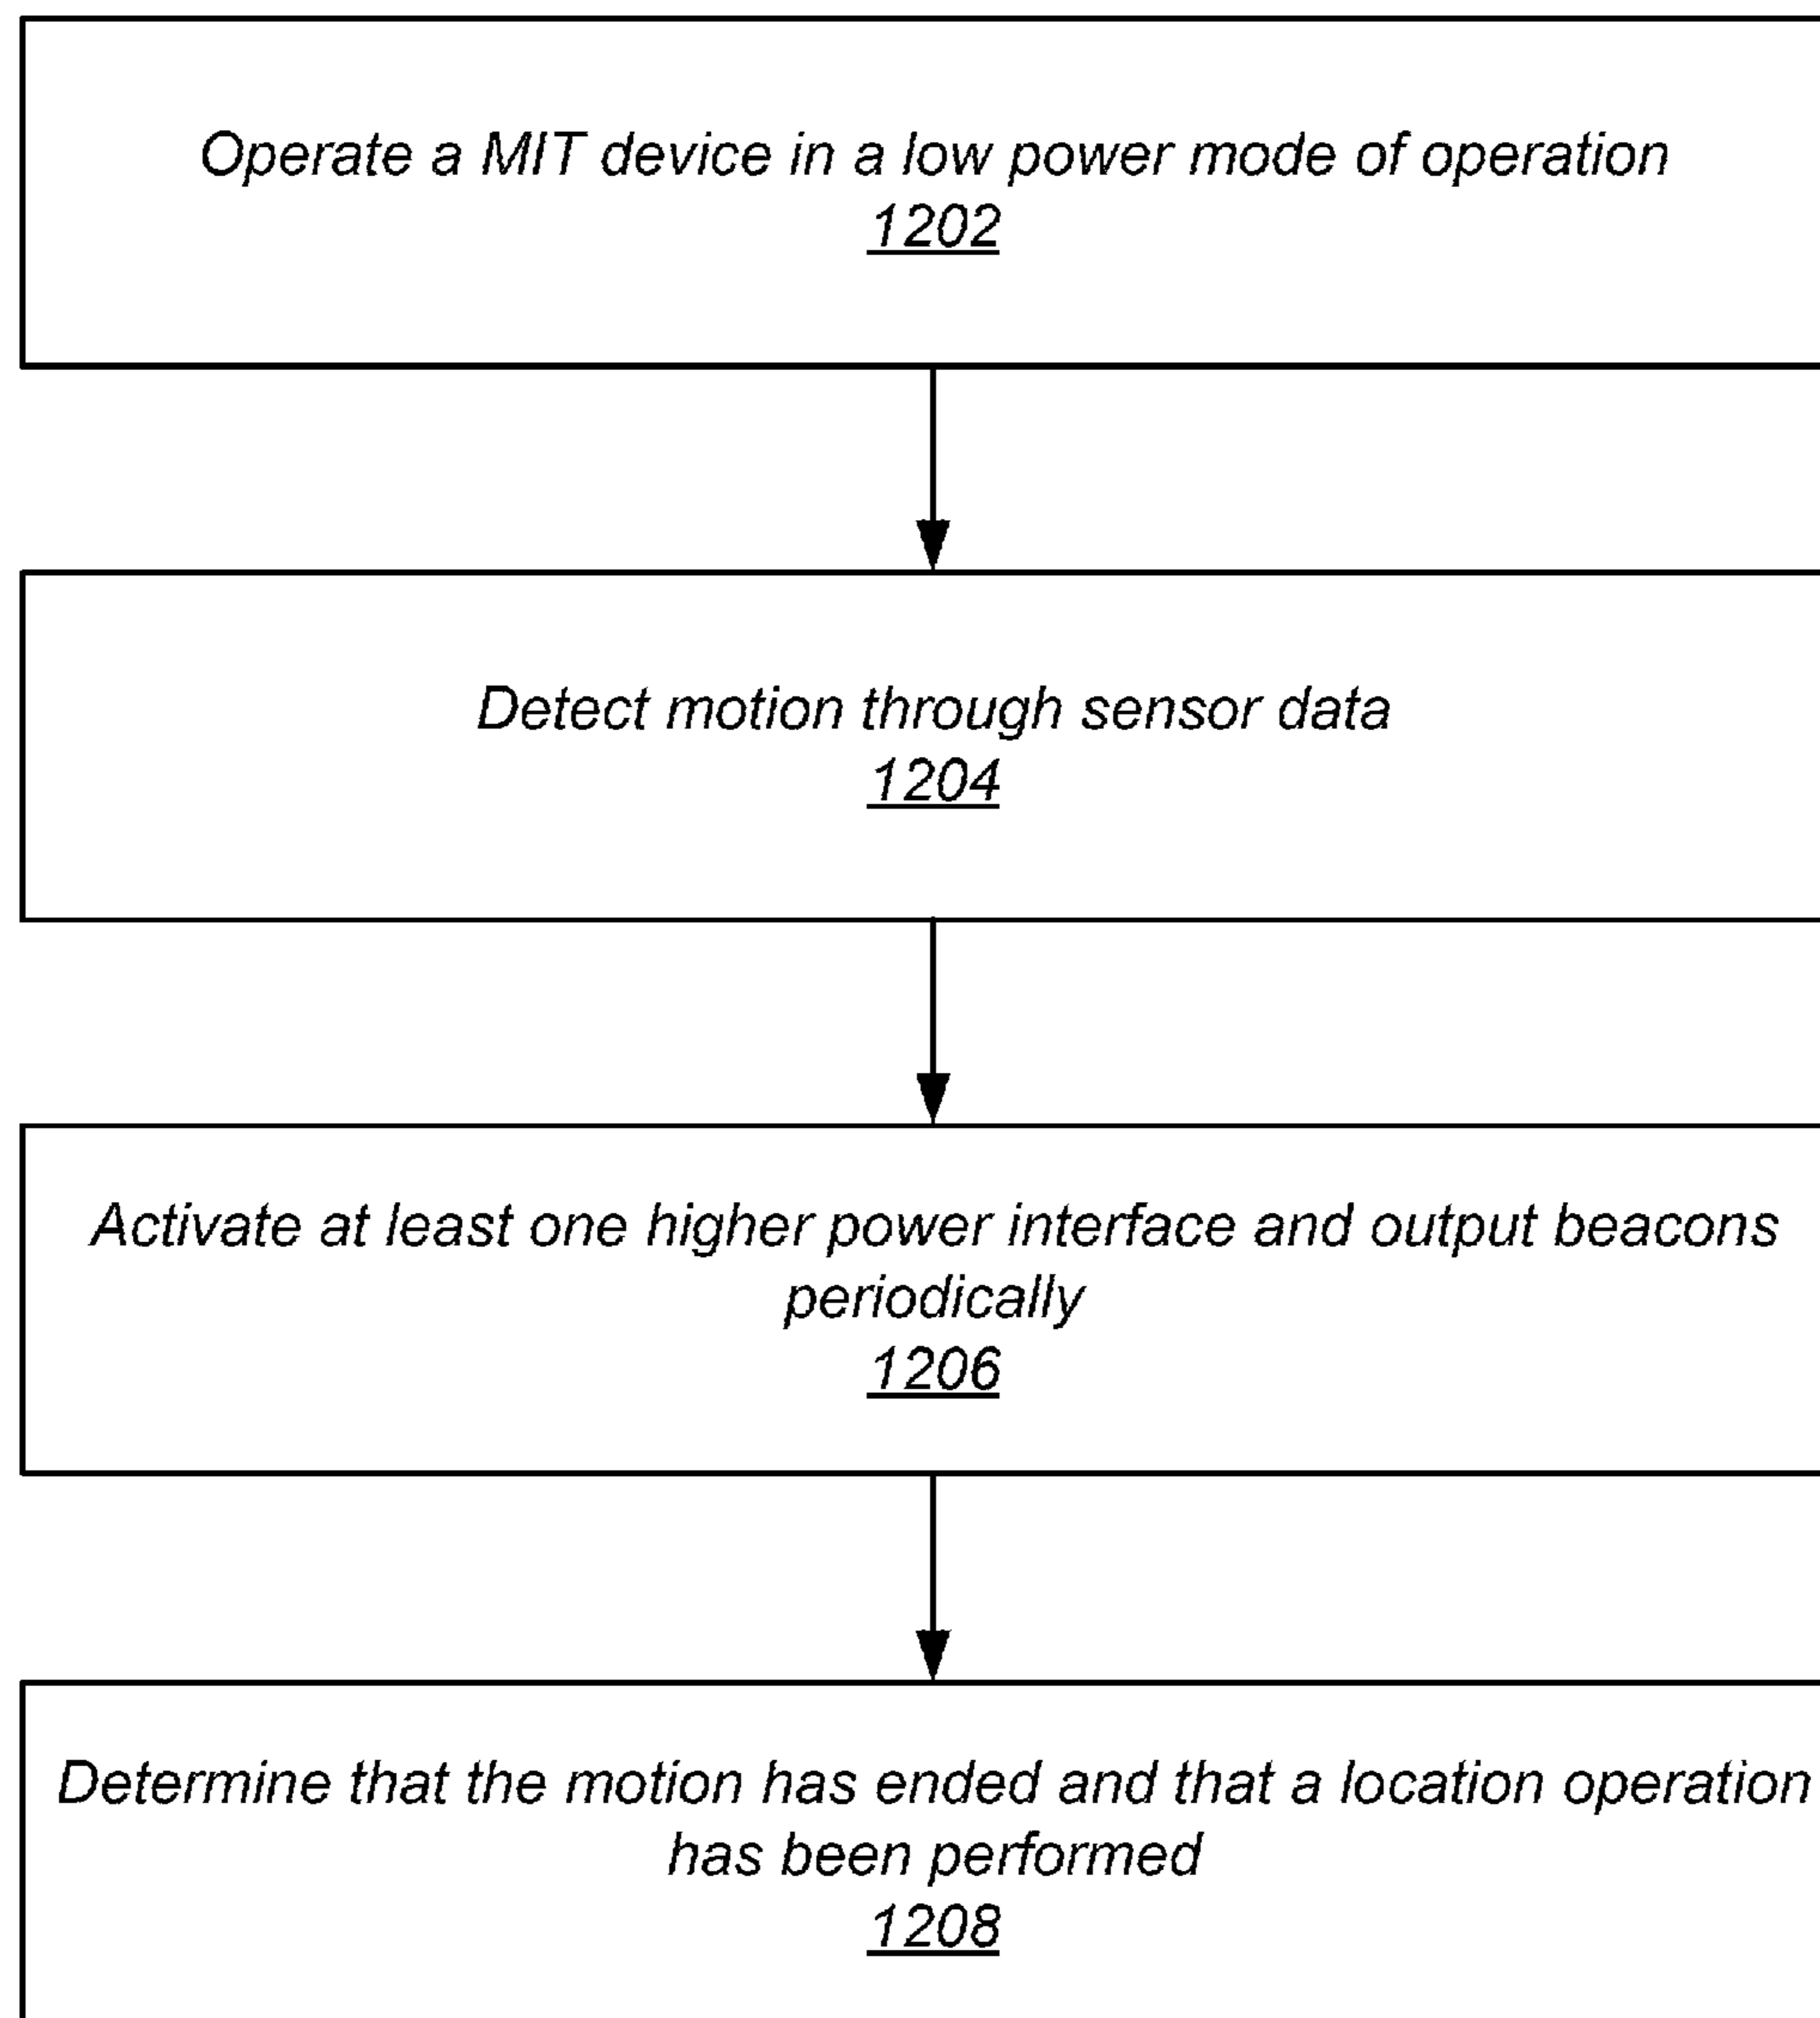 Operate a MIT device in a low power mode of operation
1202
Detect motion through sensor data
1204
Activate at least one higher power interface and output beacons
periodically
1206
Determine that the motion has ended and that a location operation
has been performed
1208